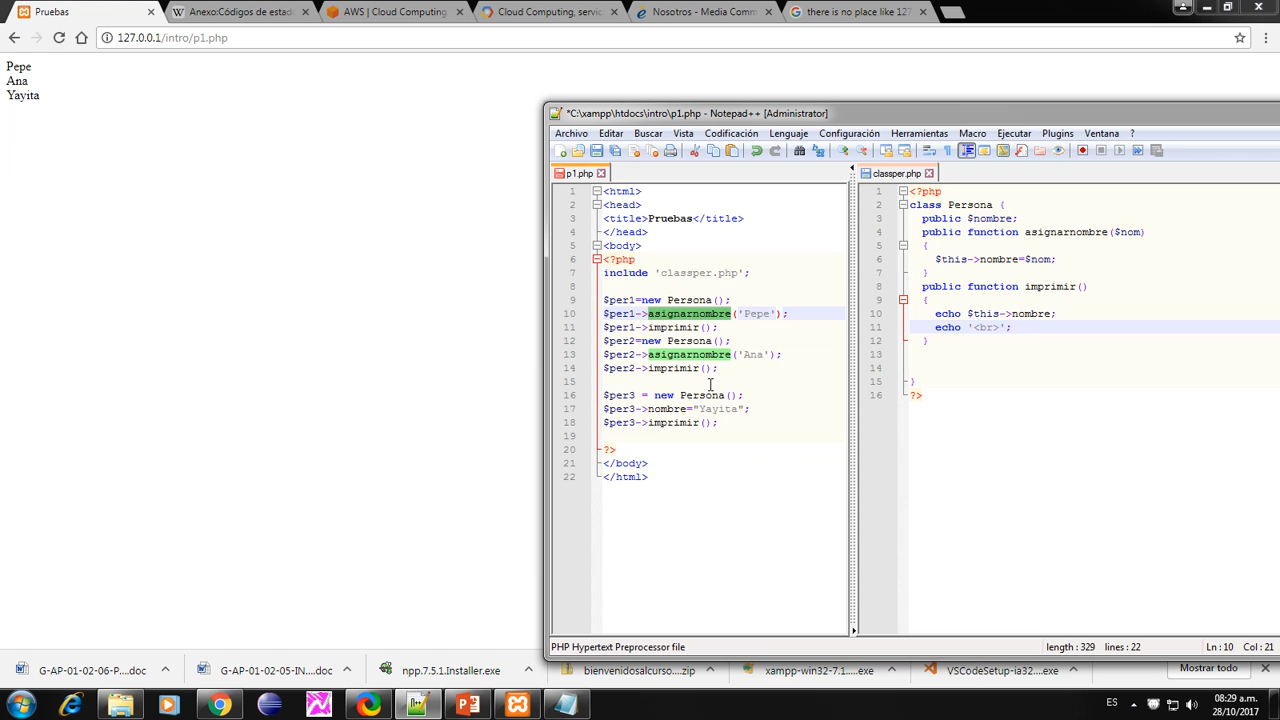 Pruebas
Anexo:Códigos de estad
AWS | Cloud Computing
Cloud Computing, servic
Nosotros - Media Comm
there is no place like 127
127.0.0.1/intro/p1.php
Pepe
Ana
Yayita
*C:\xampp\htdocs\intro\p1.php - Notepad++ [Administrator]
Archivo Editar Buscar Vista Codificación Lenguaje Configuración Herramientas Macro Ejecutar Plugins Ventana ?
p1.php
1 <html>
2 <head>
3 <title>Pruebas</title>
4 </head>
5 <body>
6 <?php
7 include 'classper.php';
8
9 $per1=new Persona();
10 $per1->asignarnombre('Pepe');
11 $per1->imprimir();
12 $per2=new Persona();
13 $per2->asignarnombre('Ana');
14 $per2->imprimir();
15
16 $per3 = new Persona();
17 $per3->nombre="Yayita";
18 $per3->imprimir();
19
20 ?>
21 </body>
22 </html>
classper.php
1 <?php
2 class Persona {
3 public $nombre;
4 public function asignarnombre($nom)
5 {
6 $this->nombre=$nom;
7 }
8 public function imprimir()
9 {
10 echo $this->nombre;
11 echo '<br>';
12 }
13
14
15 }
16 ?>
PHP Hypertext Preprocessor file
length : 329 lines : 22
Ln : 10 Col : 21
G-AP-01-02-06-P....doc
G-AP-01-02-05-IN....doc
npp.7.5.1.Installer.exe
bienvenidosalcurso....zip
xampp-win32-7.1....exe
VSCodeSetup-ia32....exe
Mostrar todo
ES
08:29 a.m.
28/10/2017